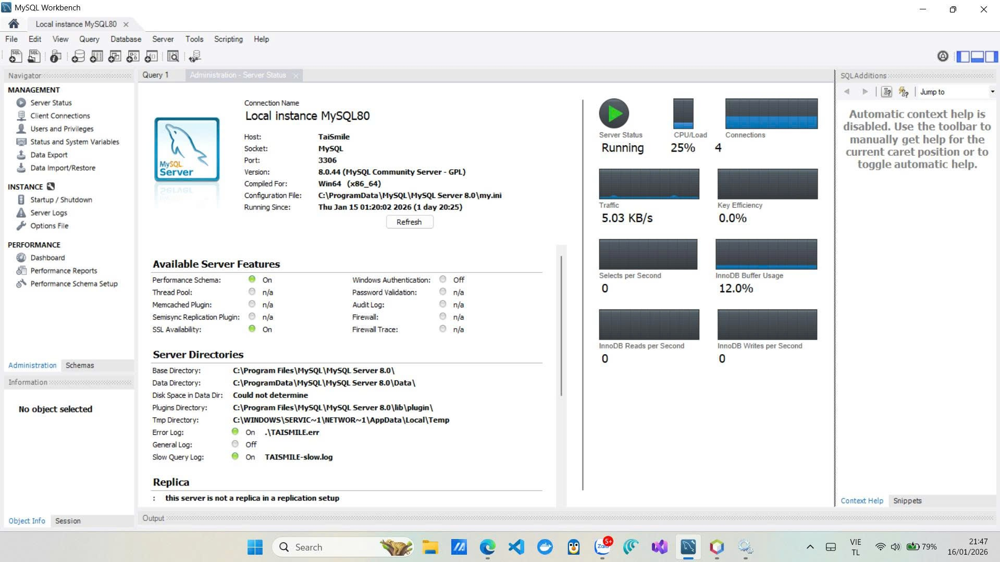 MySQL Workbench
Local instance MySQL80
File Edit View Query Database Server Tools Scripting Help
Navigator
MANAGEMENT
Server Status
Client Connections
Users and Privileges
Status and System Variables
Data Export
Data Import/Restore
INSTANCE
Startup / Shutdown
Server Logs
Options File
PERFORMANCE
Dashboard
Performance Reports
Performance Schema Setup
Administration Schemas
Information
No object selected
Object Info Session
Query 1 Administration - Server Status
MySQL
Server
Connection Name
Local instance MySQL80
Host: TaiSmile
Socket: MySQL
Port: 3306
Version: 8.0.44 (MySQL Community Server - GPL)
Compiled For: Win64 (x86_64)
Configuration File: C:\ProgramData\MySQL\MySQL Server 8.0\my.ini
Running Since: Thu Jan 15 01:20:02 2026 (1 day 20:25)
Refresh
Available Server Features
Performance Schema: On Windows Authentication: Off
Thread Pool: n/a Password Validation: n/a
Memcached Plugin: n/a Audit Log: n/a
Semisync Replication Plugin: n/a Firewall: n/a
SSL Availability: On Firewall Trace: n/a
Server Directories
Base Directory: C:\Program Files\MySQL\MySQL Server 8.0\
Data Directory: C:\ProgramData\MySQL\MySQL Server 8.0\Data\
Disk Space in Data Dir: Could not determine
Plugins Directory: C:\Program Files\MySQL\MySQL Server 8.0\lib\plugin\
Tmp Directory: C:\WINDOWS\SERVIC~1\NETWOR~1\AppData\Local\Temp
Error Log: On .\TAISMILE.err
General Log: Off
Slow Query Log: On TAISMILE-slow.log
Replica
: this server is not a replica in a replication setup
Server Status CPU/Load Connections
Running 25% 4
Traffic Key Efficiency
5.03 KB/s 0.0%
Selects per Second InnoDB Buffer Usage
0 12.0%
InnoDB Reads per Second InnoDB Writes per Second
0 0
Output
SQLAdditions
Jump to
Automatic context help is
disabled. Use the toolbar to
manually get help for the
current caret position or to
toggle automatic help.
Context Help Snippets
Search
Zalo
5+
VIE
TL
79%
21:47
16/01/2026